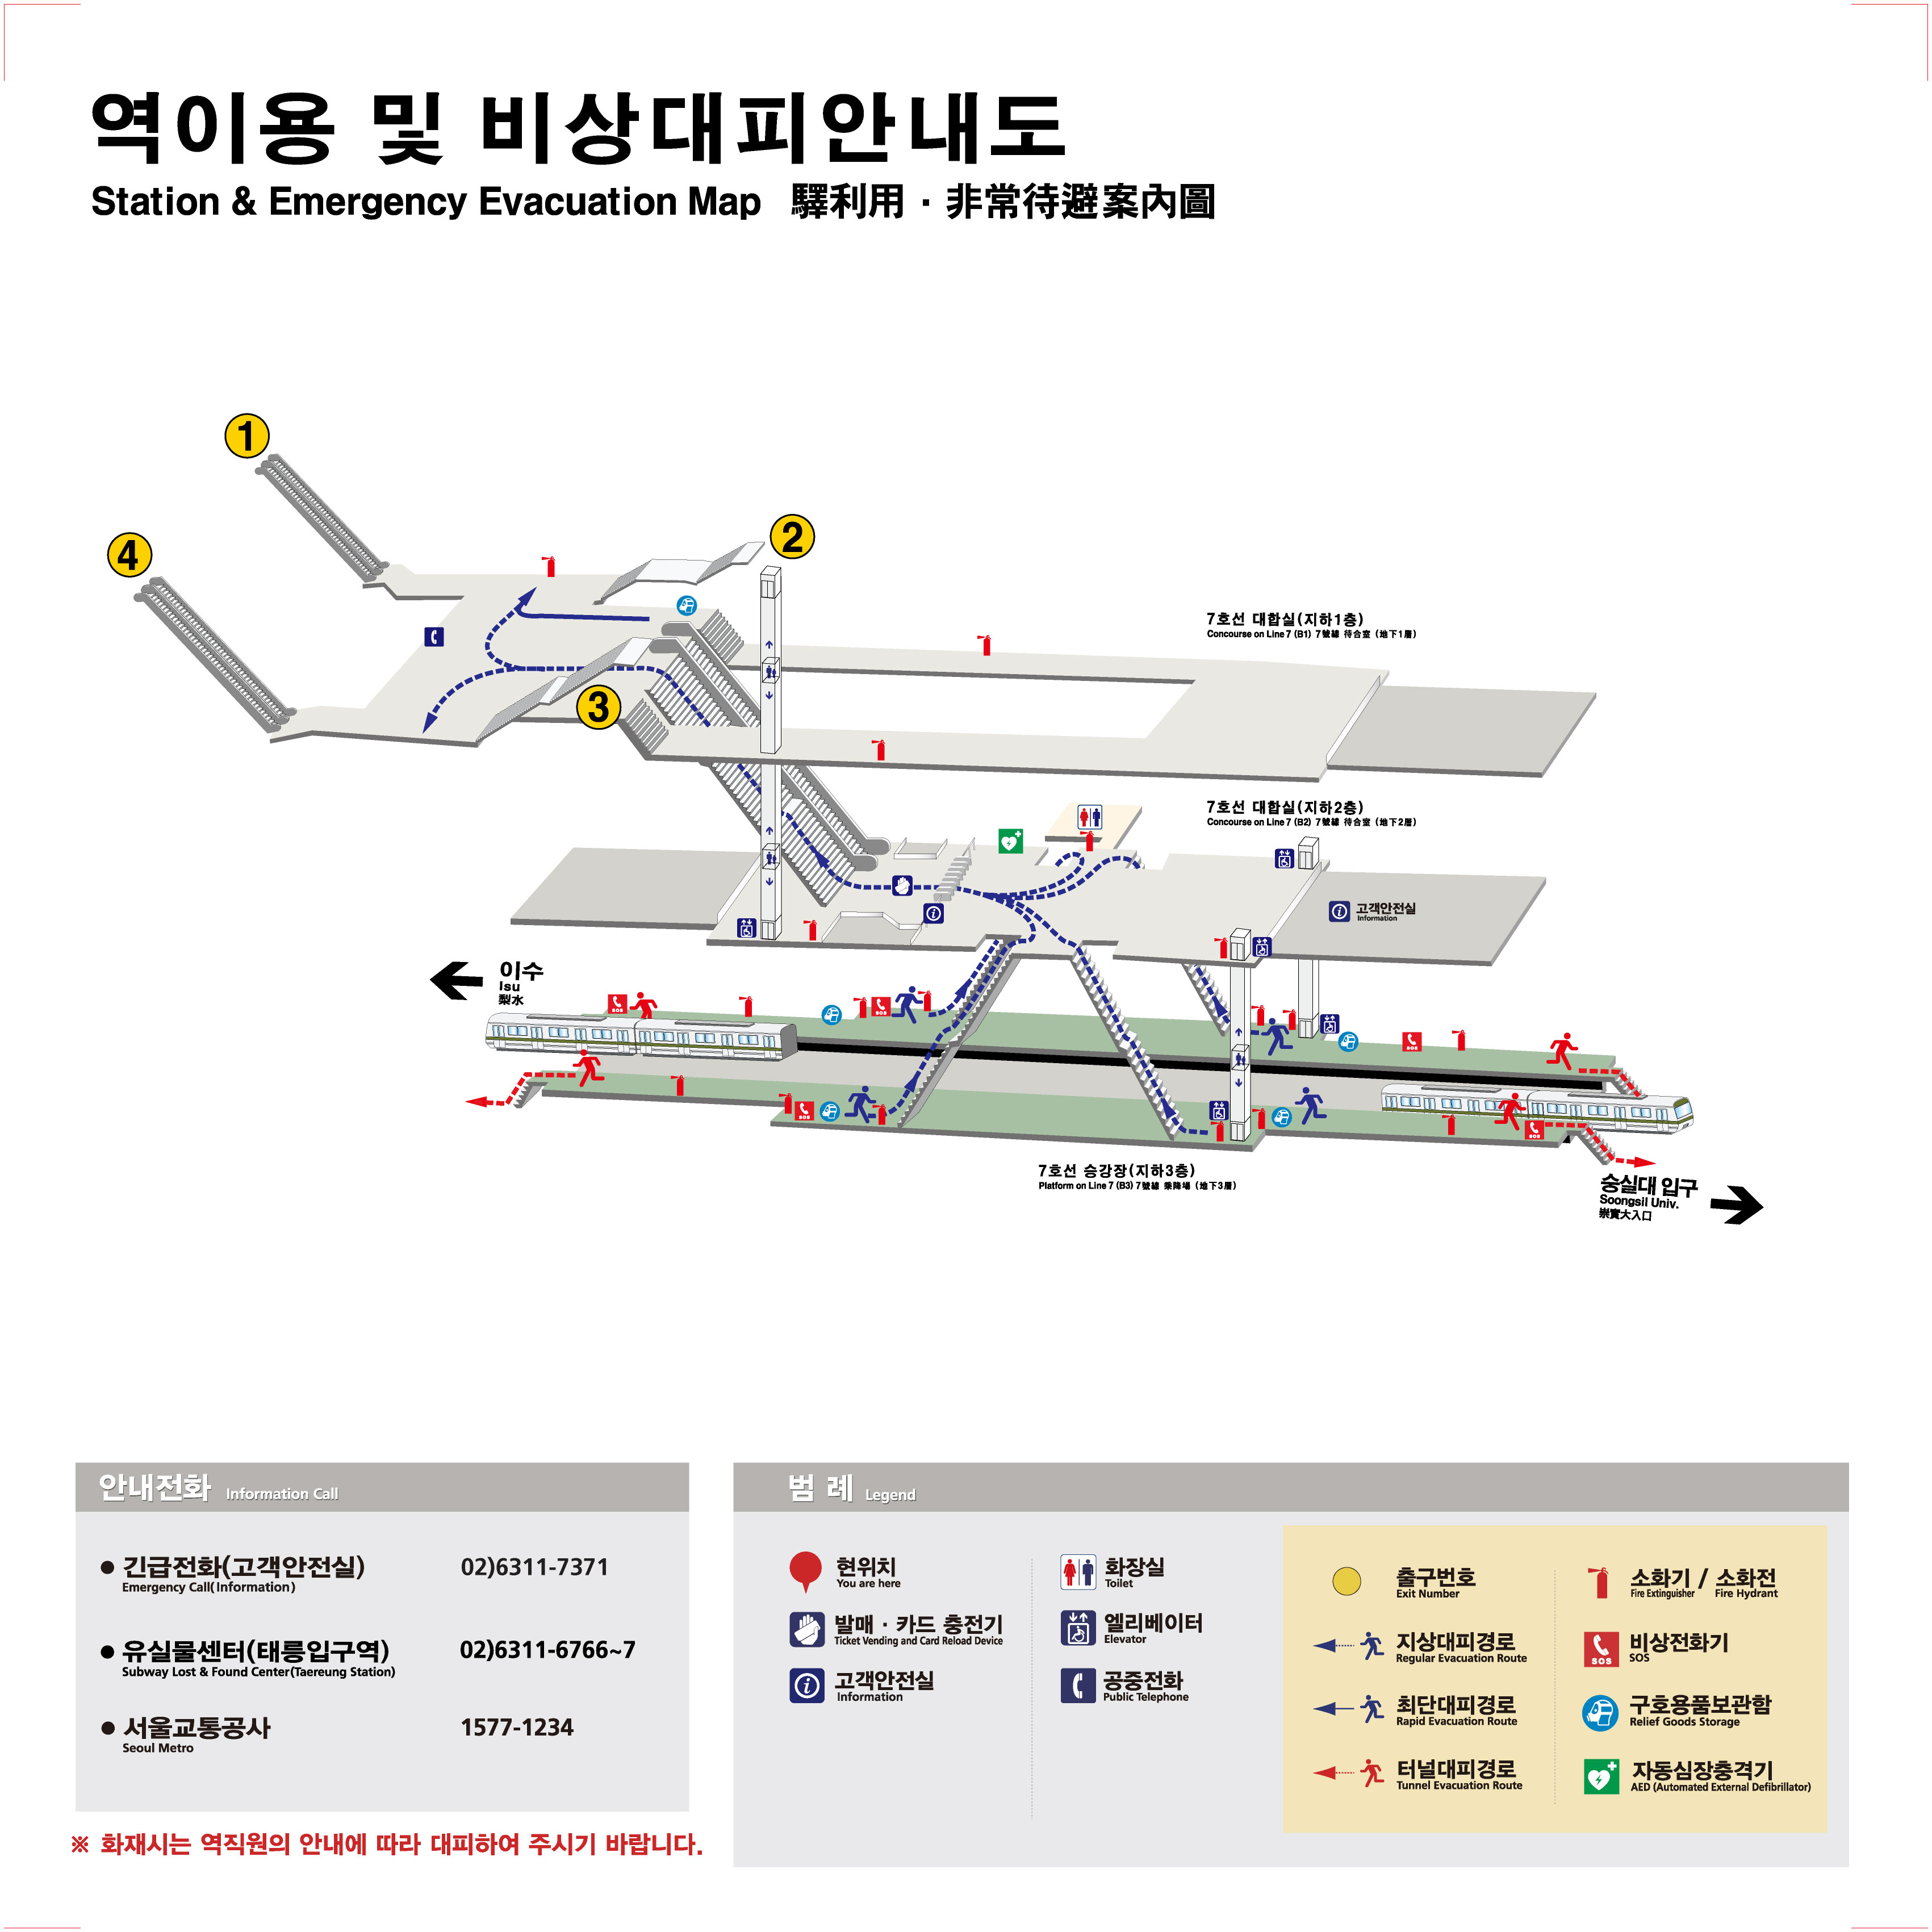 역이용 및 비상대피안내도
Station & Emergency Evacuation Map 驛利用 · 非常待避案內圖
1
4
2
3
7호선 대합실(지하1층)
Concourse on Line 7 (B1) 7號線 待合室 (地下1層)
7호선 대합실(지하2층)
Concourse on Line 7 (B2) 7號線 待合室 (地下2層)
고객안전실
Information
이수
Isu
梨水
SOS
SOS
SOS
SOS
SOS
7호선 승강장(지하3층)
Platform on Line 7 (B3) 7號線 乘降場 (地下3層)
숭실대 입구
Soongsil Univ.
崇實大入口
안내전화 Information Call
● 긴급전화(고객안전실) 02)6311-7371
Emergency Call(Information)
● 유실물센터(태릉입구역) 02)6311-6766~7
Subway Lost & Found Center(Taereung Station)
● 서울교통공사 1577-1234
Seoul Metro
※ 화재시는 역직원의 안내에 따라 대피하여 주시기 바랍니다.
범 례 Legend
현위치
You are here
발매 · 카드 충전기
Ticket Vending and Card Reload Device
고객안전실
Information
화장실
Toilet
엘리베이터
Elevator
공중전화
Public Telephone
출구번호
Exit Number
지상대피경로
Regular Evacuation Route
최단대피경로
Rapid Evacuation Route
터널대피경로
Tunnel Evacuation Route
소화기 / 소화전
Fire Extinguisher / Fire Hydrant
SOS
비상전화기
SOS
구호용품보관함
Relief Goods Storage
자동심장충격기
AED (Automated External Defibrillator)